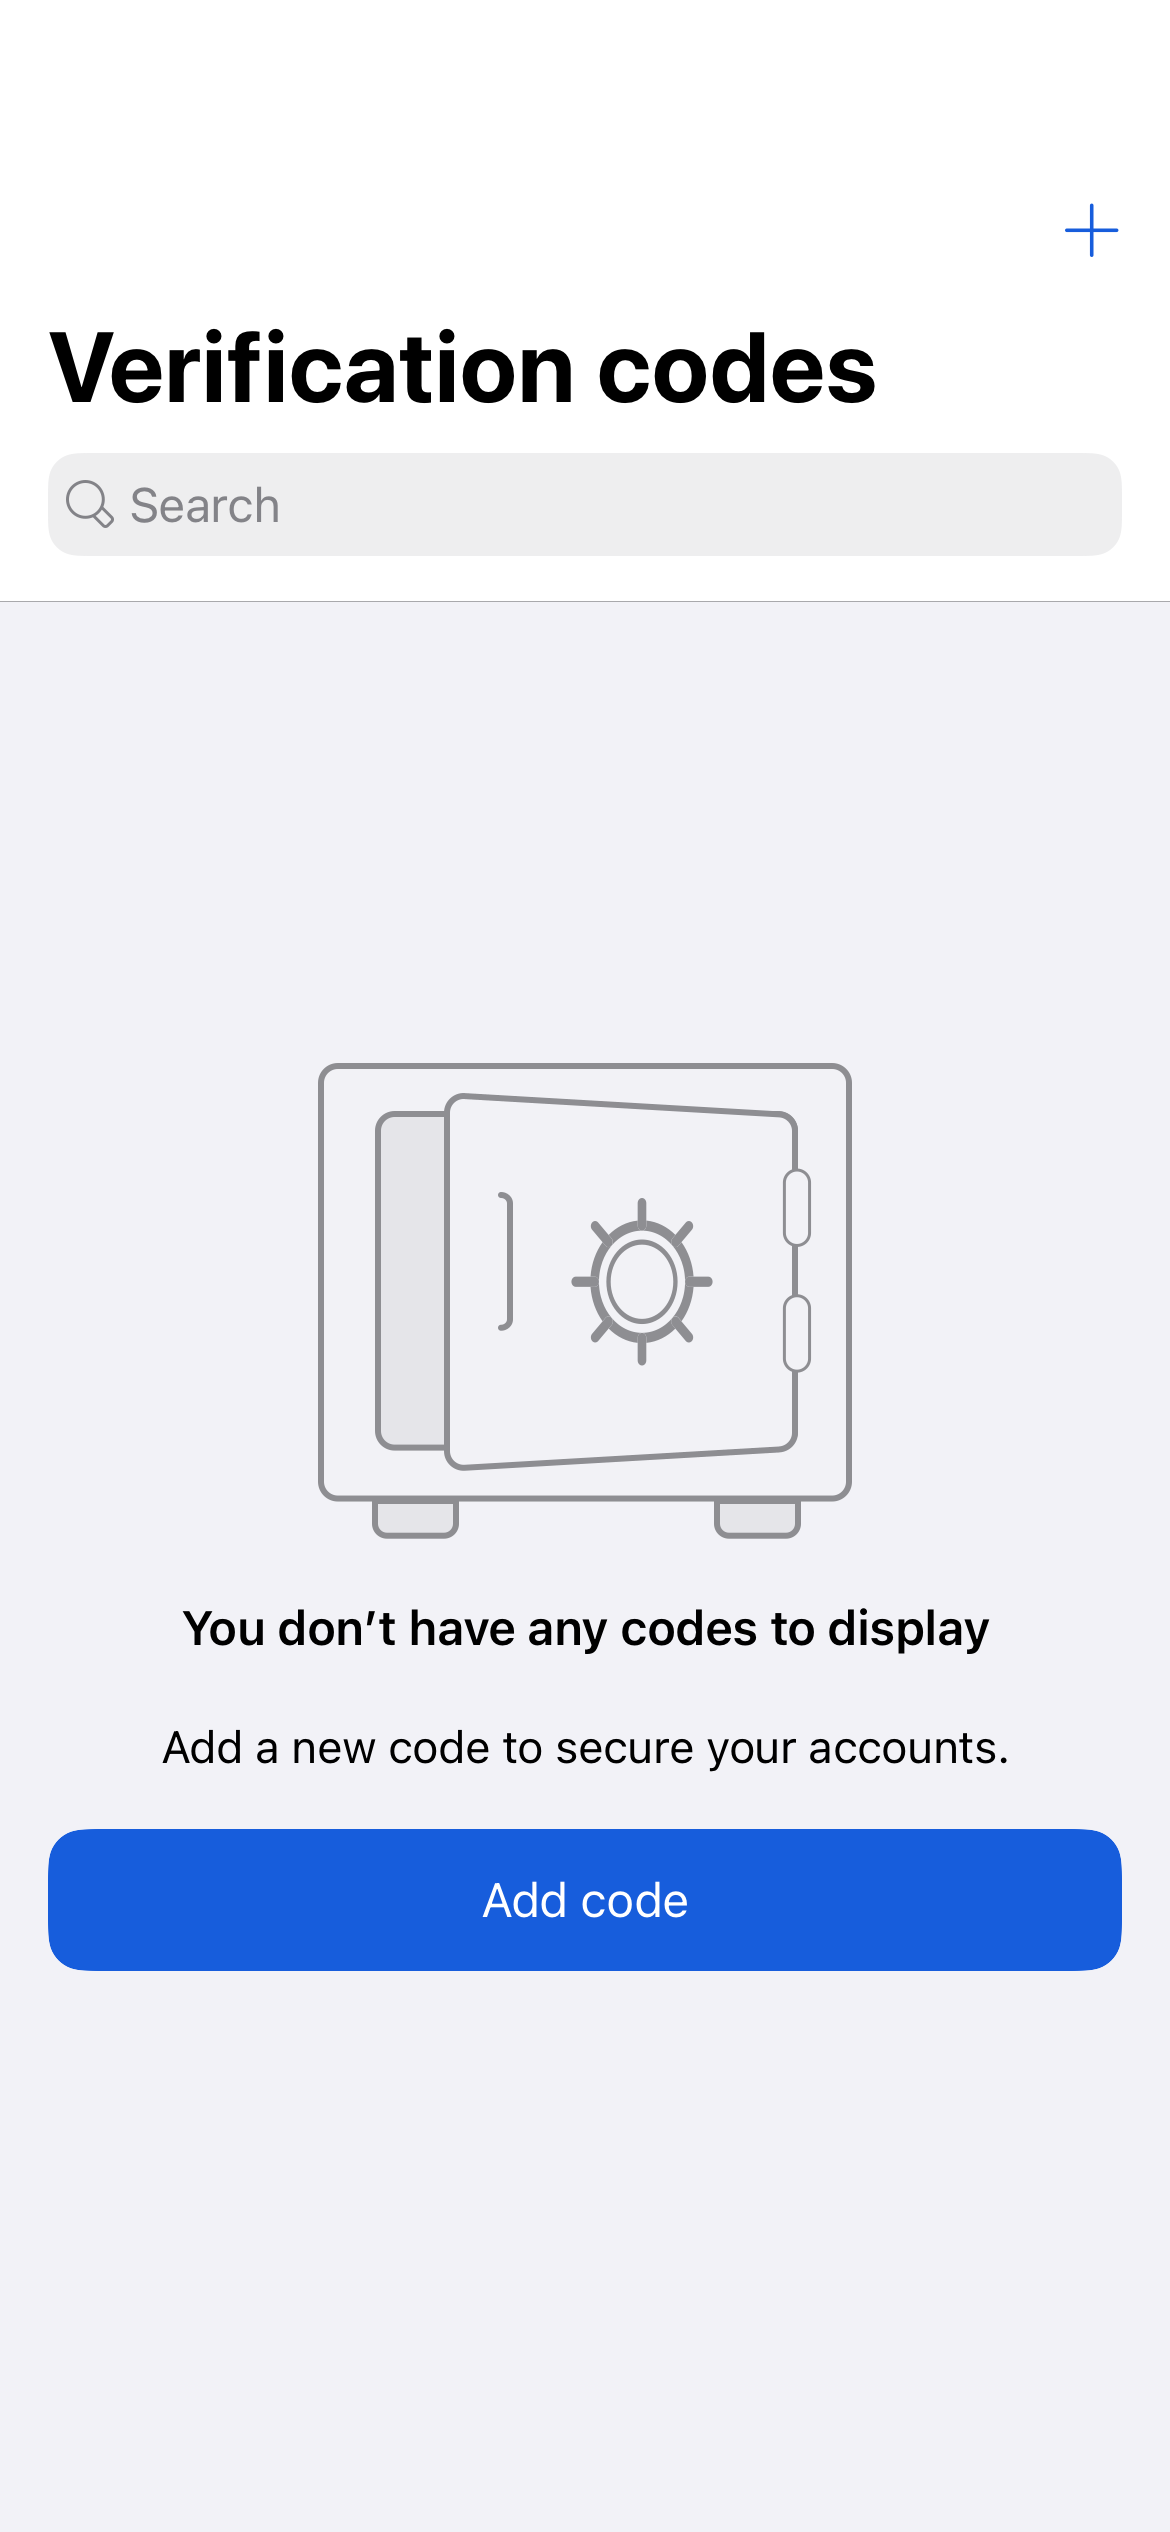 Verification codes
Search
You don’t have any codes to display
Add a new code to secure your accounts.
Add code